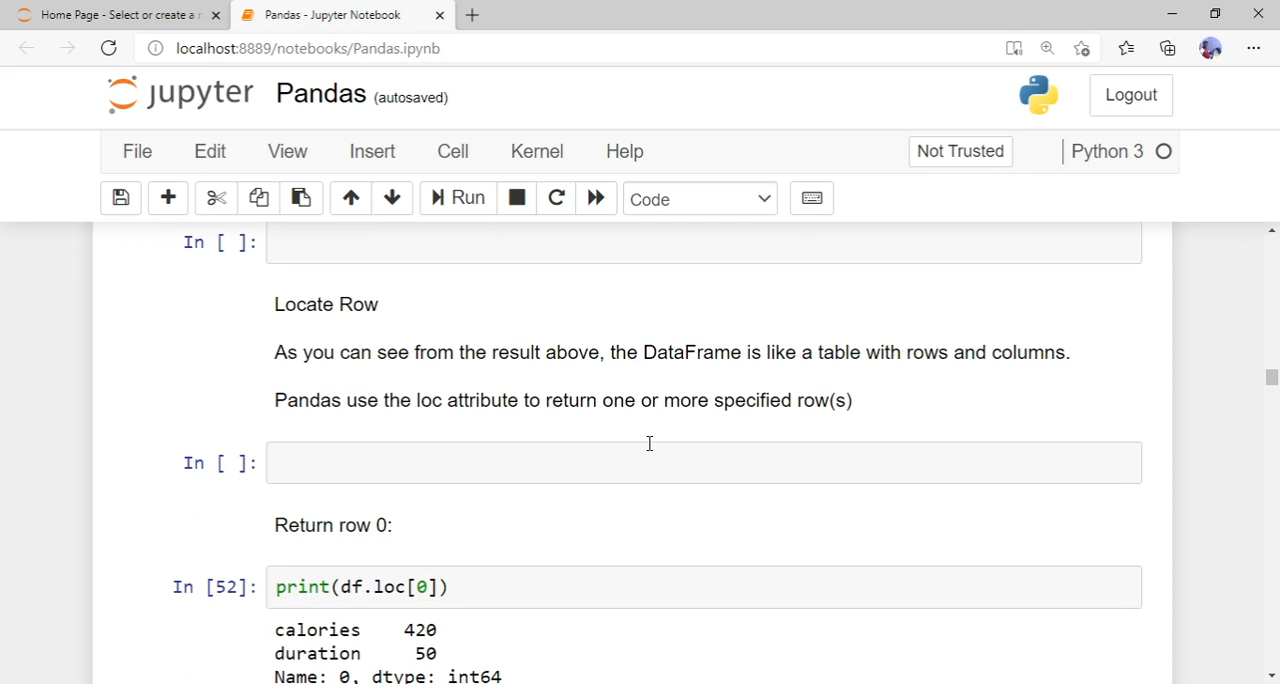 Home Page - Select or create a n
Pandas - Jupyter Notebook
localhost:8889/notebooks/Pandas.ipynb
jupyter Pandas (autosaved)
Logout
File Edit View Insert Cell Kernel Help
Not Trusted
Python 3
Run
Code
In [ ]:
Locate Row
As you can see from the result above, the DataFrame is like a table with rows and columns.
Pandas use the loc attribute to return one or more specified row(s)
In [ ]:
Return row 0:
In [52]: print(df.loc[0])
calories 420
duration 50
Name: 0, dtype: int64